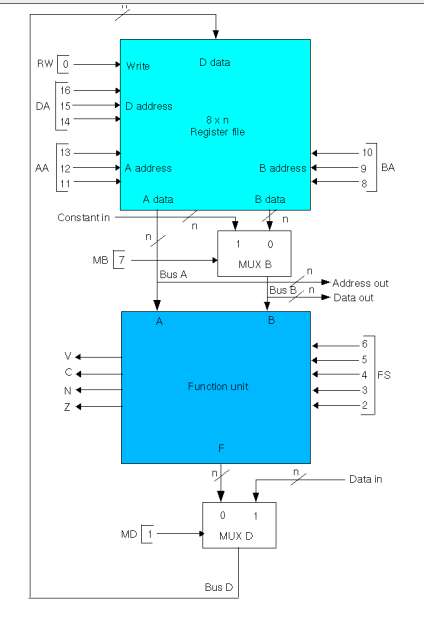 n
D data
RW 0
Write
16
DA 15
D address
14
8 x n
Register file
13
AA 12
A address
11
10
B address
9
BA
8
A data
B data
Constant in
n
n
n
1 0
MB 7
MUX B
Bus A
n
Address out
Bus B
n
Data out
A
B
6
V
5
C
4
FS
Function unit
N
3
Z
2
F
n
n
Data in
0 1
MD 1
MUX D
Bus D